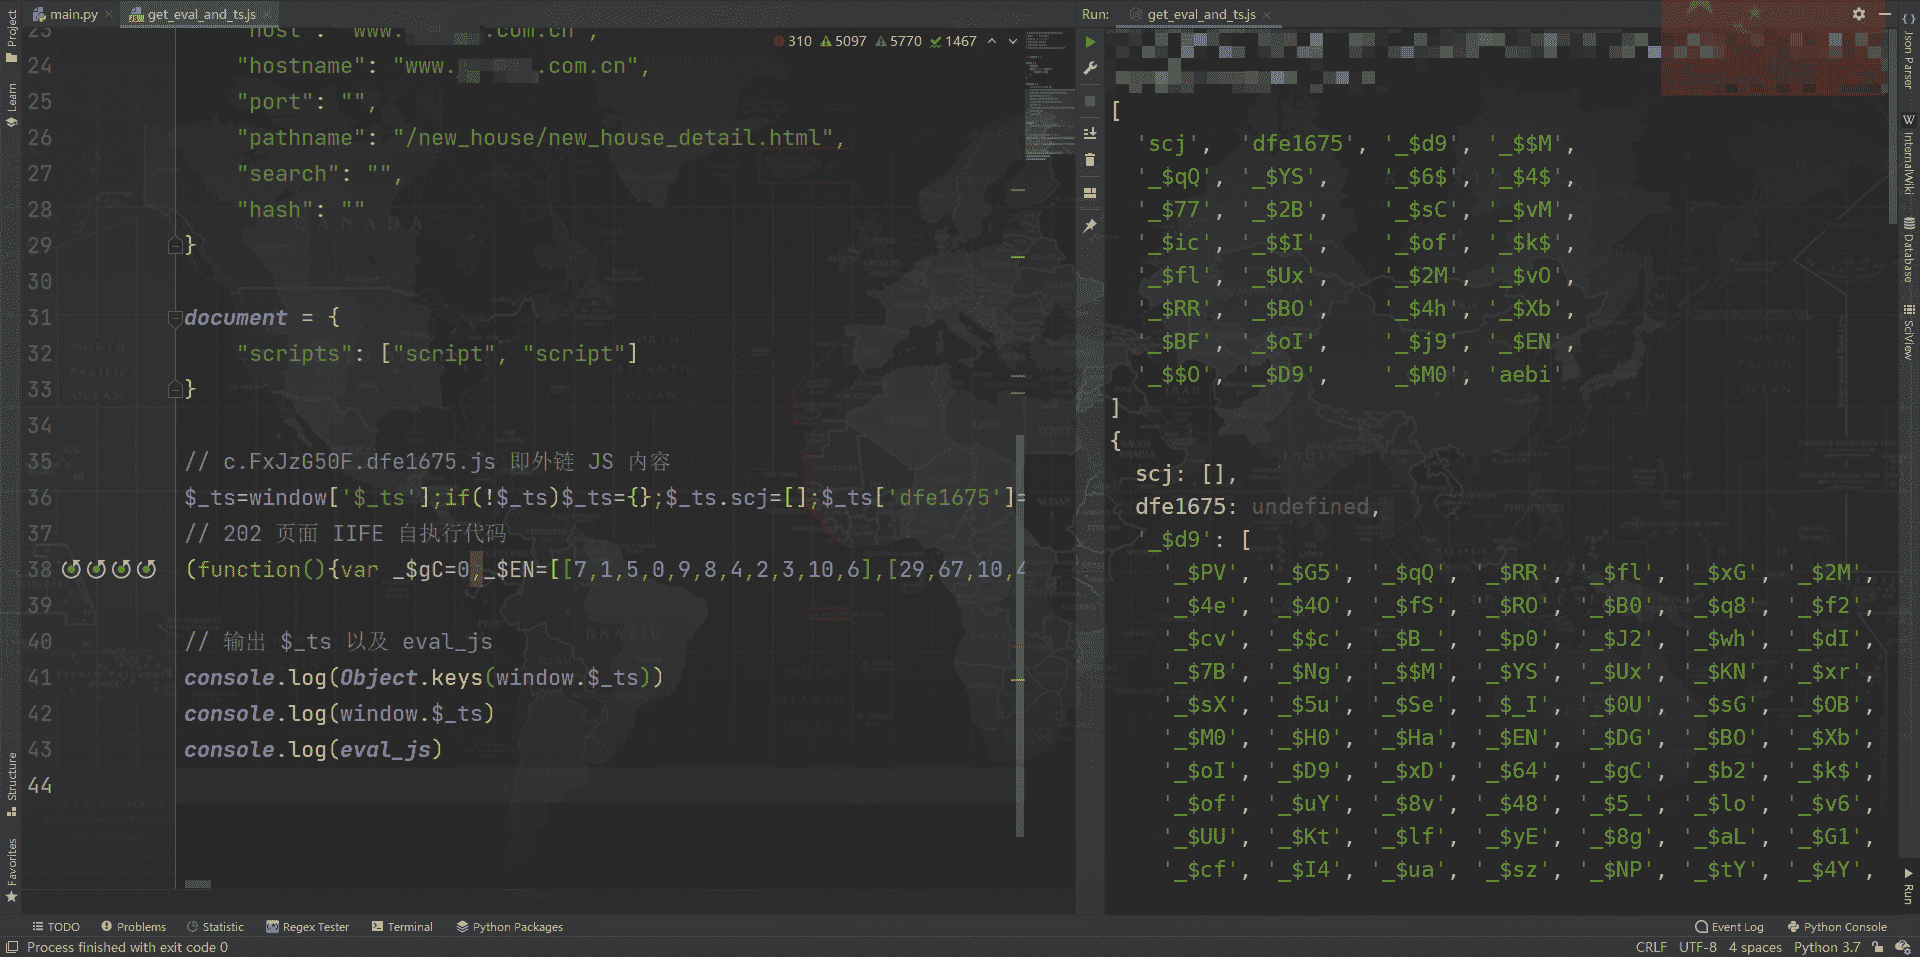 main.py
get_eval_and_ts.js
Run:
get_eval_and_ts.js
Project
Learn
Structure
Favorites
310
5097
5770
1467
23
"host": "www. .com.cn",
24
"hostname": "www. .com.cn",
25
"port": "",
26
"pathname": "/new_house/new_house_detail.html",
27
"search": "",
28
"hash": ""
29
}
30
31
document = {
32
"scripts": ["script", "script"]
33
}
34
35
// c.FxJzG50F.dfe1675.js 即外链 JS 内容
36
$_ts=window['$_ts'];if(!$_ts)$_ts={};$_ts.scj=[];$_ts['dfe1675']=
37
// 202 页面 IIFE 自执行代码
38
(function(){var _$gC=0,_$EN=[[7,1,5,0,9,8,4,2,3,10,6],[29,67,10,4
39
40
// 输出 $_ts 以及 eval_js
41
console.log(Object.keys(window.$_ts))
42
console.log(window.$_ts)
43
console.log(eval_js)
44
[
'scj', 'dfe1675', '_$d9', '_$$M',
'_$qQ', '_$YS', '_$6$', '_$4$',
'_$77', '_$2B', '_$sC', '_$vM',
'_$ic', '_$$I', '_$of', '_$k$',
'_$fl', '_$Ux', '_$2M', '_$vO',
'_$RR', '_$BO', '_$4h', '_$Xb',
'_$BF', '_$oI', '_$j9', '_$EN',
'_$$O', '_$D9', '_$M0', 'aebi'
]
{
scj: [],
dfe1675: undefined,
'_$d9': [
'_$PV', '_$G5', '_$qQ', '_$RR', '_$fl', '_$xG', '_$2M',
'_$4e', '_$4O', '_$fS', '_$RO', '_$B0', '_$q8', '_$f2',
'_$cv', '_$$c', '_$B_', '_$p0', '_$J2', '_$wh', '_$dI',
'_$7B', '_$Ng', '_$$M', '_$YS', '_$Ux', '_$KN', '_$xr',
'_$sX', '_$5u', '_$Se', '_$_I', '_$0U', '_$sG', '_$OB',
'_$M0', '_$H0', '_$Ha', '_$EN', '_$DG', '_$BO', '_$Xb',
'_$oI', '_$D9', '_$xD', '_$64', '_$gC', '_$b2', '_$k$',
'_$of', '_$uY', '_$8v', '_$48', '_$5_', '_$lo', '_$v6',
'_$UU', '_$Kt', '_$lf', '_$yE', '_$8g', '_$aL', '_$G1',
'_$cf', '_$I4', '_$ua', '_$sz', '_$NP', '_$tY', '_$4Y',
Json Parser
InternalWiki
Database
SciView
Run
TODO
Problems
Statistic
Regex Tester
Terminal
Python Packages
Event Log
Python Console
Process finished with exit code 0
CRLF
UTF-8
4 spaces
Python 3.7